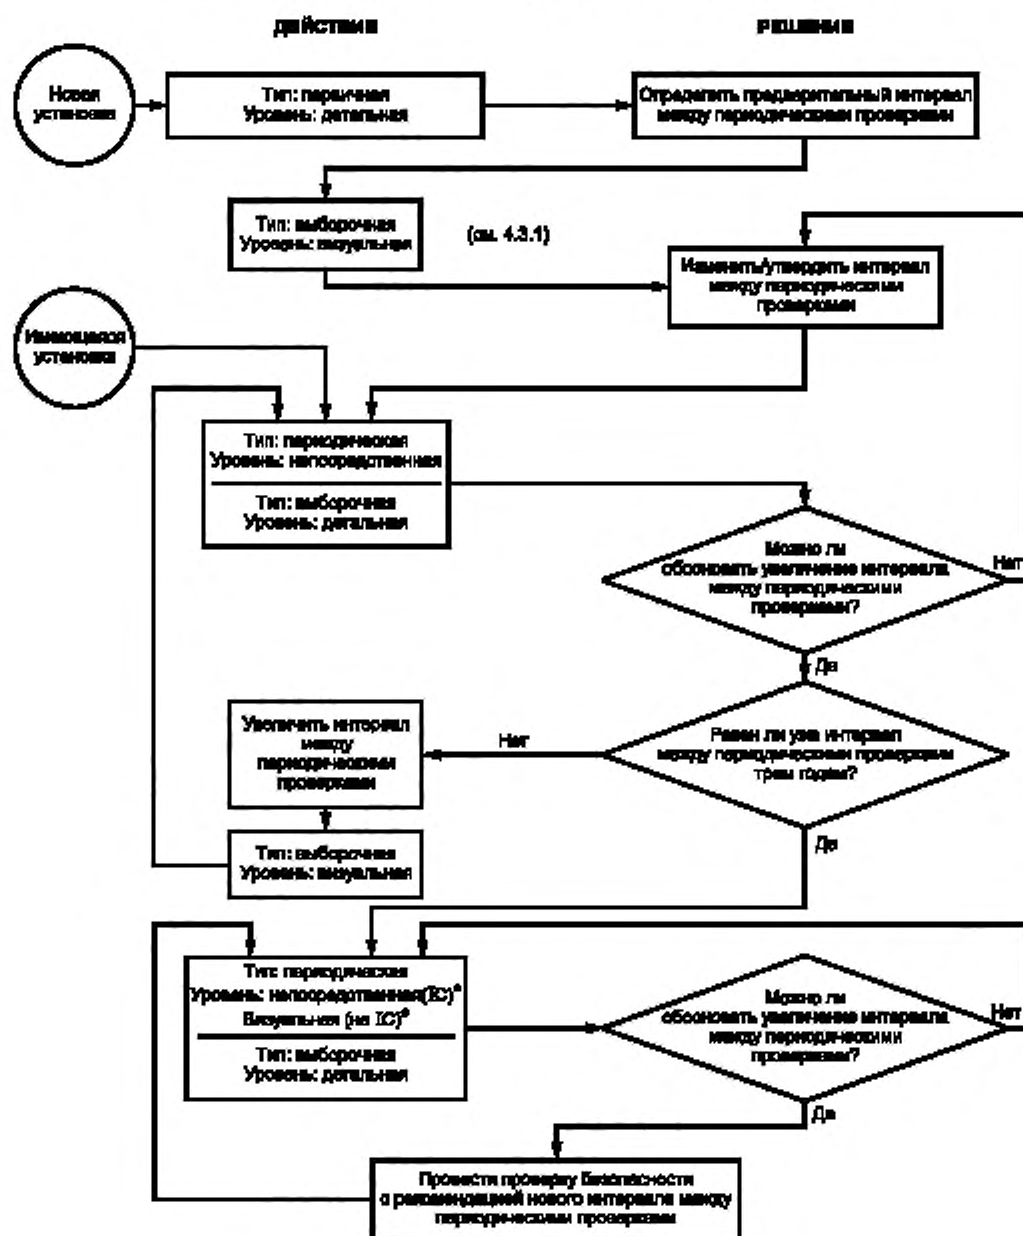 ДЕЙСТВИЯ
РЕШЕНИЯ
Новая
установка
Тип: первичная
Уровень: детальная
Определить предварительный интервал
между периодическими проверками
Тип: выборочная
Уровень: визуальная
(см. 4.3.1)
Изменить/утвердить интервал
между периодическими
проверками
Имеющаяся
установка
Тип: периодическая
Уровень: непосредственная
Тип: выборочная
Уровень: детальная
Можно ли
обосновать увеличение интервала
между периодическими
проверками?
Нет
Да
Увеличить интервал
между
периодическими
проверками
Нет
Равен ли уже интервал
между периодическими проверками
трем годам?
Да
Тип: выборочная
Уровень: визуальная
Тип: периодическая
Уровень: непосредственная(IC)*
Визуальная (не IC)*
Тип: выборочная
Уровень: детальная
Можно ли
обосновать увеличение интервала
между периодическими
проверками?
Нет
Да
Провести проверку безопасности
с рекомендацией нового интервала между
периодическими проверками